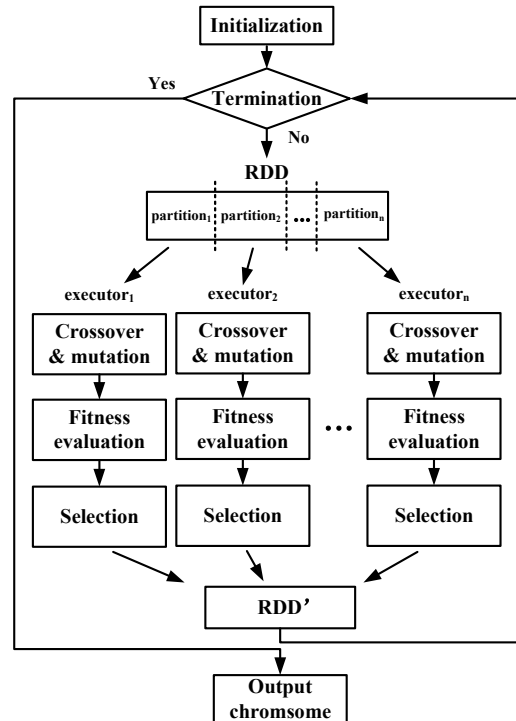 Initialization
Yes
Termination
No
RDD
partition1 partition2 ... partitionn
executor1 executor2 executorn
Crossover & mutation
Crossover & mutation
Crossover & mutation
Fitness evaluation
Fitness evaluation
...
Fitness evaluation
Selection
Selection
Selection
RDD'
Output
chromsome